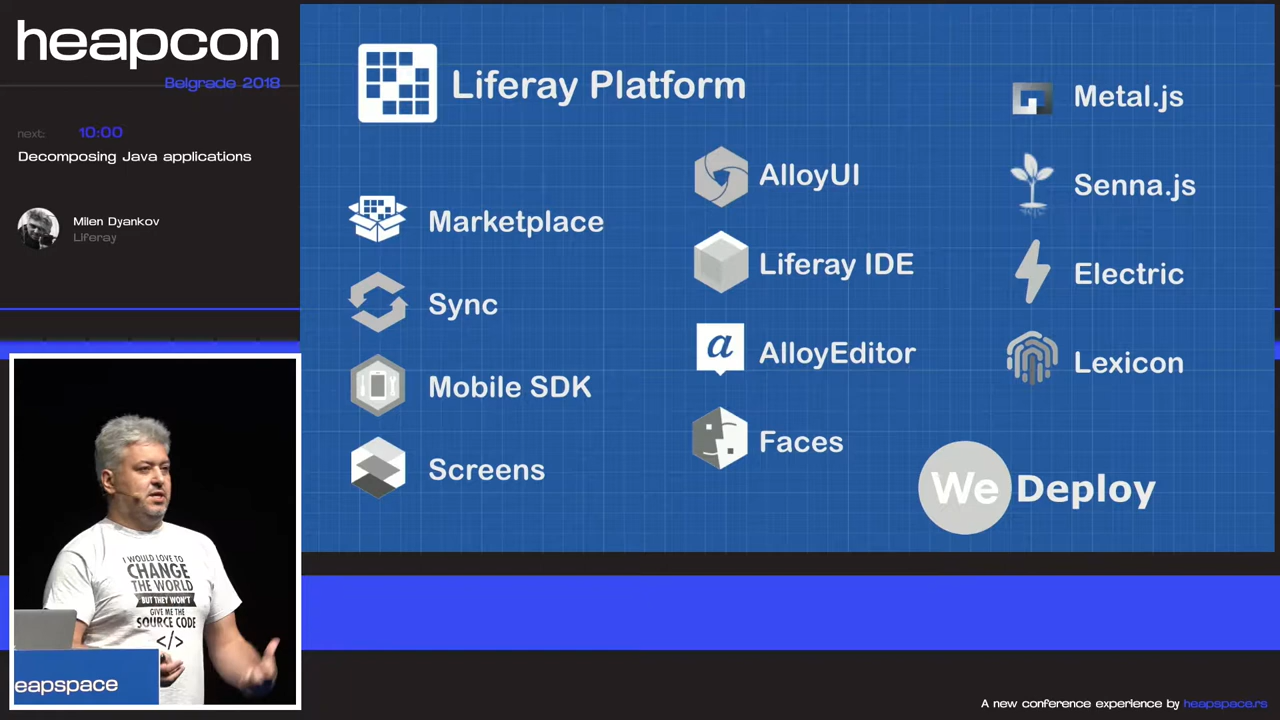 heapcon
Belgrade 2018
next: 10:00
Decomposing Java applications
Milen Dyankov
Liferay
Liferay Platform
Marketplace
Sync
Mobile SDK
Screens
AlloyUI
Liferay IDE
a
AlloyEditor
Faces
Metal.js
Senna.js
Electric
Lexicon
We Deploy
I WOULD LOVE TO
CHANGE
THE WORLD
BUT THEY WON'T
GIVE ME THE
SOURCE CODE
</>
eapspace
A new conference experience by heapspace.rs